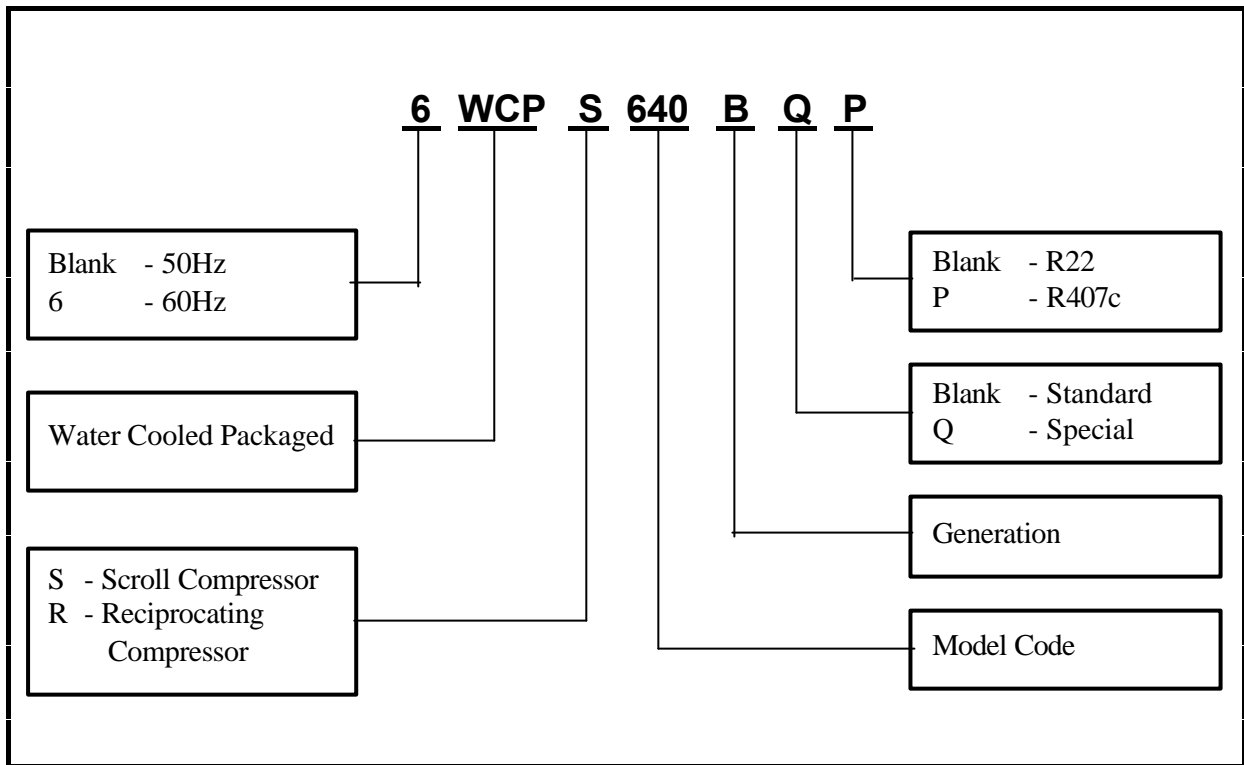 6 WCP S 640 B Q P
Blank - 50Hz
6 - 60Hz
Water Cooled Packaged
S - Scroll Compressor
R - Reciprocating
Compressor
Blank - R22
P - R407c
Blank - Standard
Q - Special
Generation
Model Code